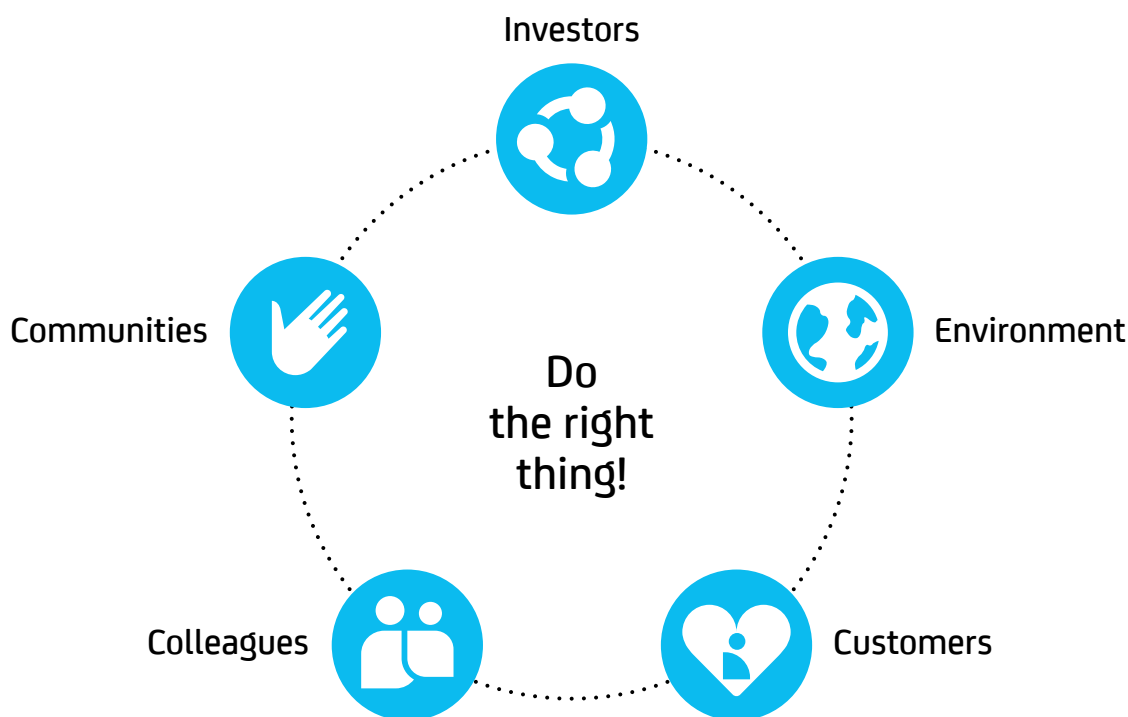 Investors
Communities
Environment
Do
the right
thing!
Colleagues
Customers